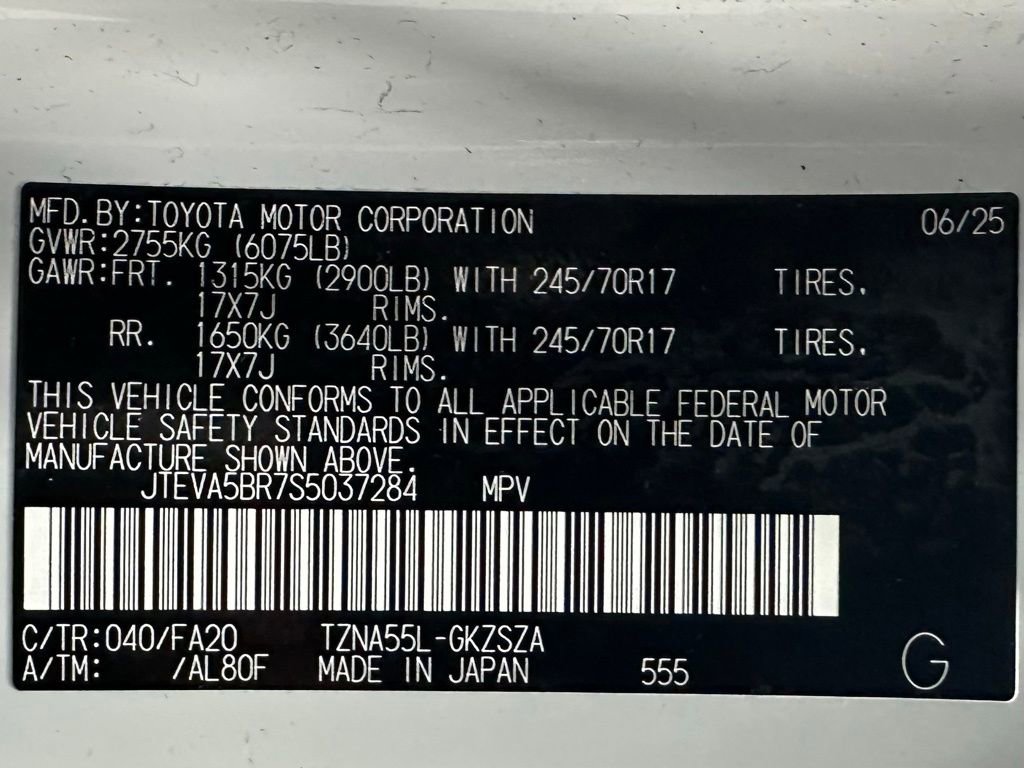 MFD.BY:TOYOTA MOTOR CORPORATION 06/25
GVWR:2755KG (6075LB)
GAWR:FRT. 1315KG (2900LB) WITH 245/70R17 TIRES.
17X7J RIMS.
RR. 1650KG (3640LB) WITH 245/70R17 TIRES.
17X7J RIMS.
THIS VEHICLE CONFORMS TO ALL APPLICABLE FEDERAL MOTOR
VEHICLE SAFETY STANDARDS IN EFFECT ON THE DATE OF
MANUFACTURE SHOWN ABOVE.
JTEVA5BR7S5037284 MPV
C/TR:040/FA20 TZNA55L-GKZSZA
A/TM: /AL80F MADE IN JAPAN 555 G